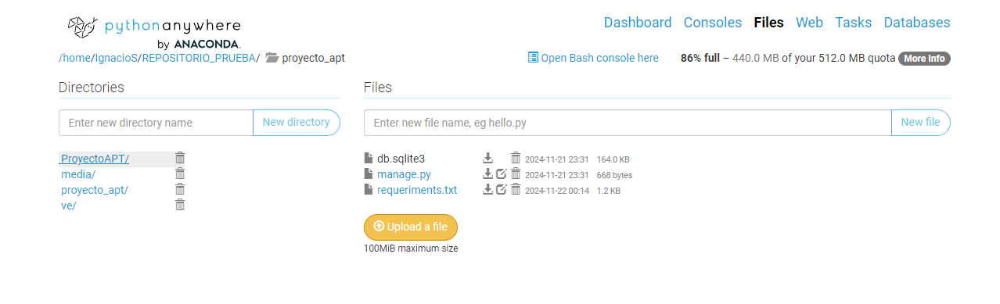 pythonanywhere
by ANACONDA.
Dashboard Consoles Files Web Tasks Databases
/home/IgnacioS/REPOSITORIO_PRUEBA/ proyecto_apt
Open Bash console here
86% full – 440.0 MB of your 512.0 MB quota More Info
Directories
Enter new directory name New directory
ProyectoAPT/
media/
proyecto_apt/
ve/
Files
Enter new file name, eg hello.py New file
db.sqlite3 2024-11-21 23:31 164.0 KB
manage.py 2024-11-21 23:31 668 bytes
requeriments.txt 2024-11-22 00:14 1.2 KB
Upload a file
100MiB maximum size